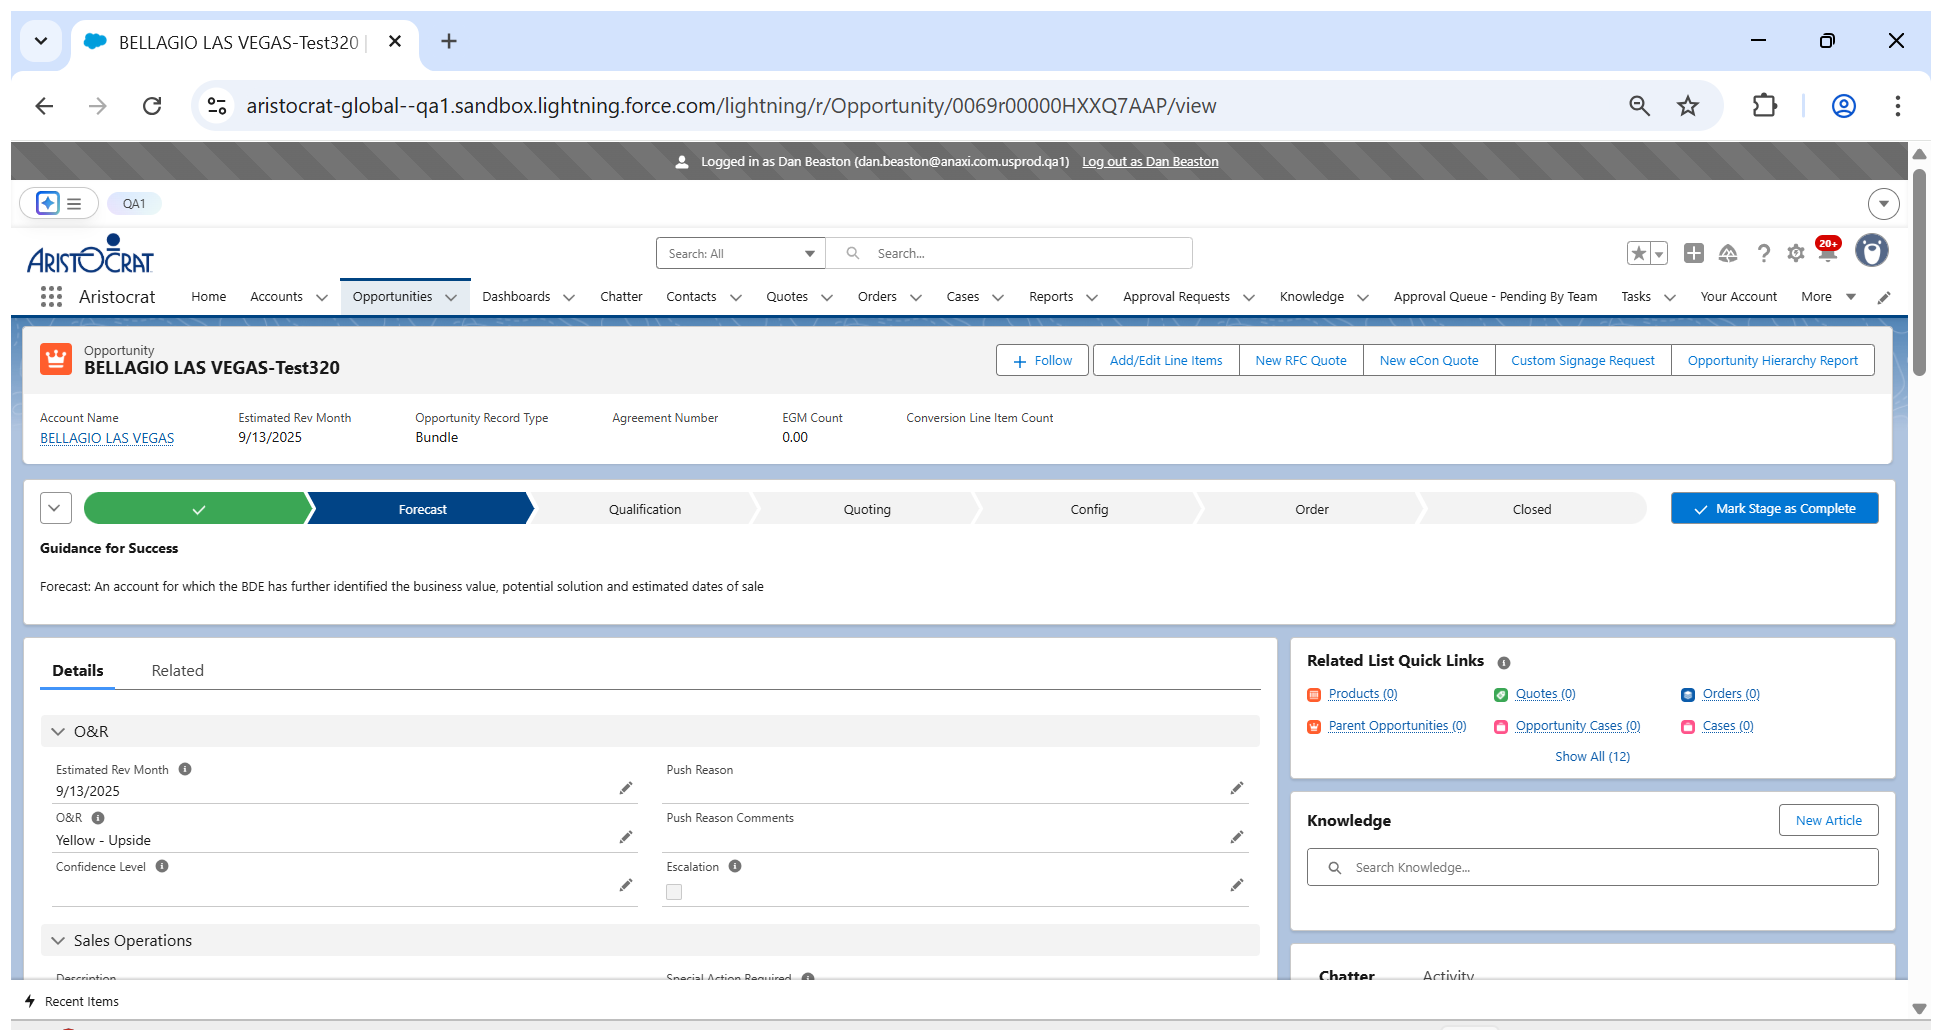 BELLAGIO LAS VEGAS-Test320
aristocrat-global--qa1.sandbox.lightning.force.com/lightning/r/Opportunity/0069r00000HXXQ7AAP/view
Logged in as Dan Beaston (dan.beaston@anaxi.com.usprod.qa1) Log out as Dan Beaston
QA1
ARISTOCRAT
Search: All Search...
20+
Aristocrat Home Accounts Opportunities Dashboards Chatter Contacts Quotes Orders Cases Reports Approval Requests Knowledge Approval Queue - Pending By Team Tasks Your Account More
Opportunity
BELLAGIO LAS VEGAS-Test320
Follow Add/Edit Line Items New RFC Quote New eCon Quote Custom Signage Request Opportunity Hierarchy Report
Account Name Estimated Rev Month Opportunity Record Type Agreement Number EGM Count Conversion Line Item Count
BELLAGIO LAS VEGAS 9/13/2025 Bundle 0.00
Forecast Qualification Quoting Config Order Closed Mark Stage as Complete
Guidance for Success
Forecast: An account for which the BDE has further identified the business value, potential solution and estimated dates of sale
Details Related
O&R
Estimated Rev Month Push Reason
9/13/2025
O&R Push Reason Comments
Yellow - Upside
Confidence Level Escalation
Sales Operations
Description Special Action Required
Related List Quick Links
Products (0) Quotes (0) Orders (0)
Parent Opportunities (0) Opportunity Cases (0) Cases (0)
Show All (12)
Knowledge New Article
Search Knowledge...
Chatter Activity
Recent Items